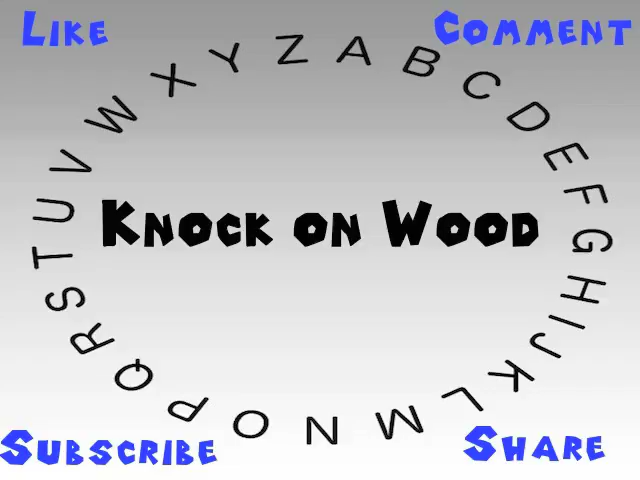 Like
Comment
A B C D E F G H I J K L M N O P Q R S T U V W X Y Z
Knock on Wood
Subscribe
Share